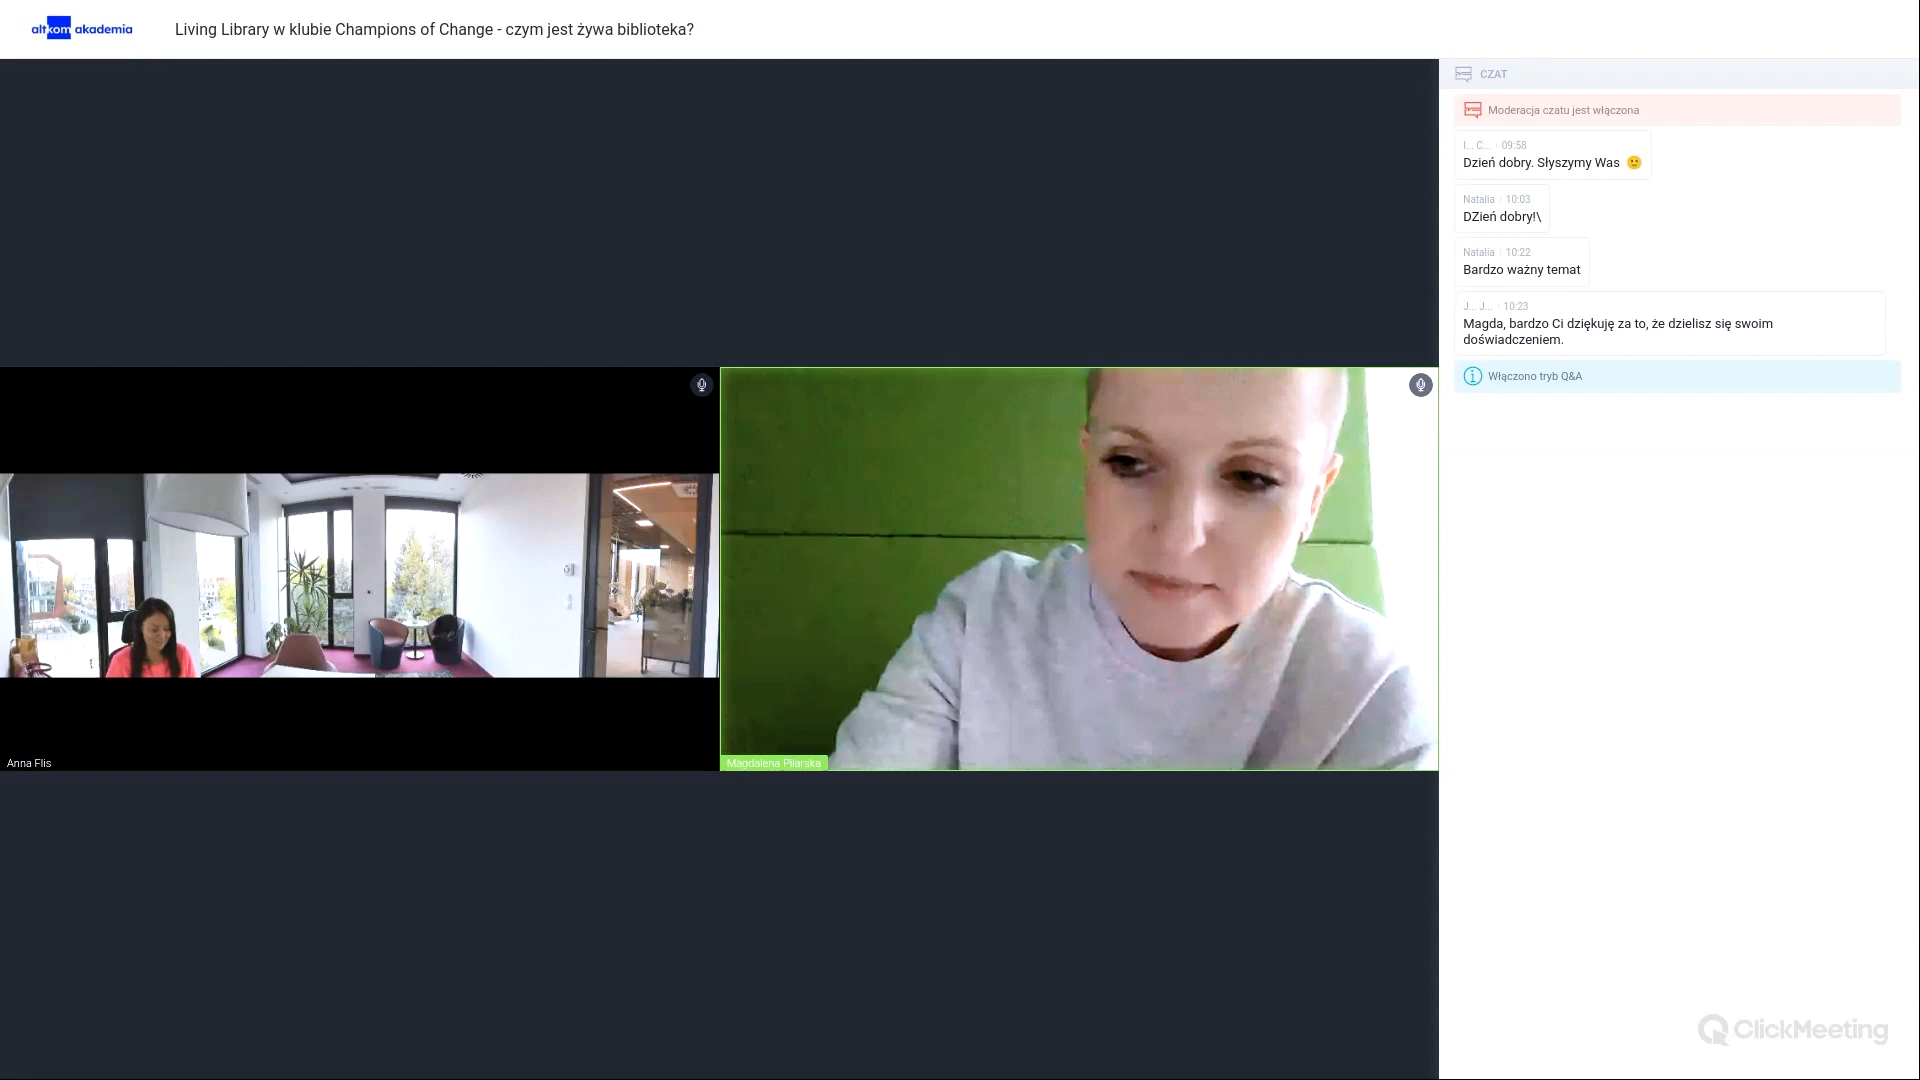 altkom akademia
Living Library w klubie Champions of Change - czym jest żywa biblioteka?
CZAT
Moderacja czatu jest włączona
I... C... 09:58
Dzień dobry. Słyszymy Was 🙂
Natalia 10:03
DZień dobry!\
Natalia 10:22
Bardzo ważny temat
J... J... 10:23
Magda, bardzo Ci dziękuję za to, że dzielisz się swoim
doświadczeniem.
Włączono tryb Q&A
Anna Flis
Magdalena Pilarska
ClickMeeting